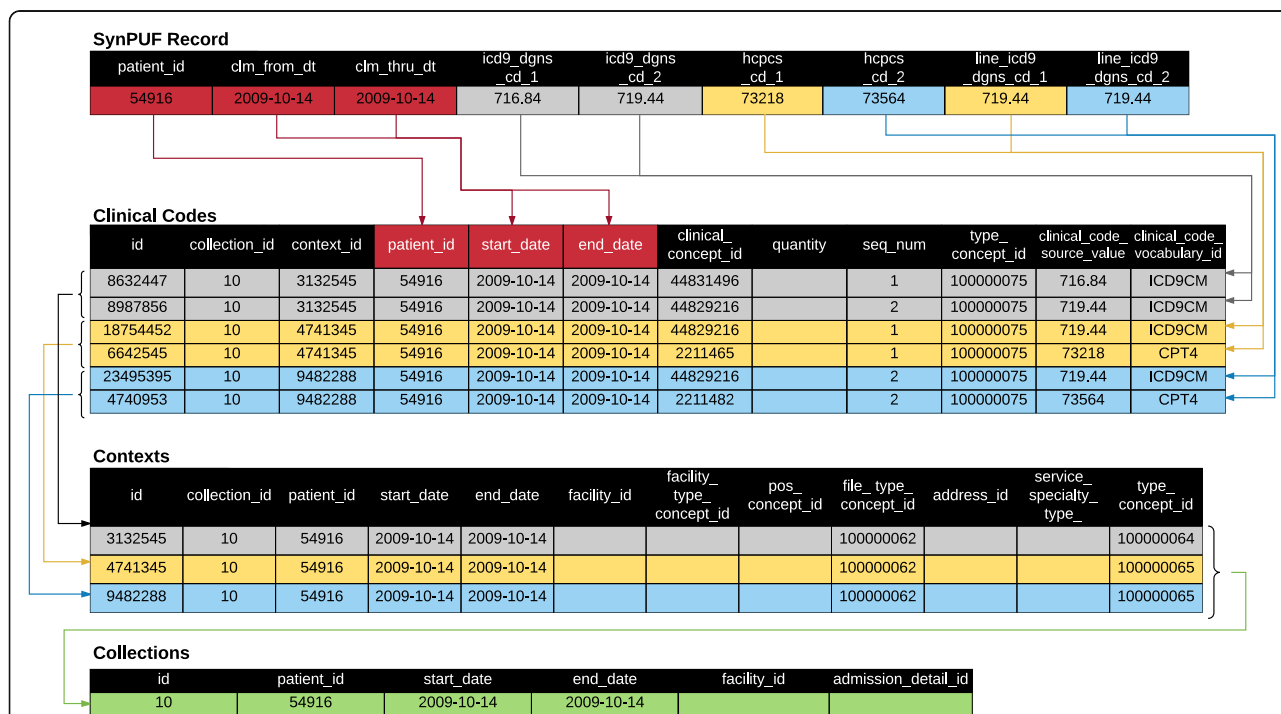 SynPUF Record
patient_id clm_from_dt clm_thru_dt icd9_dgns _cd_1 icd9_dgns _cd_2 hcpcs _cd_1 hcpcs _cd_2 line_icd9 _dgns_cd_1 line_icd9 _dgns_cd_2
54916 2009-10-14 2009-10-14 716.84 719.44 73218 73564 719.44 719.44
Clinical Codes
id collection_id context_id patient_id start_date end_date clinical_ concept_id quantity seq_num type_ concept_id clinical_code_ source_value clinical_code_ vocabulary_id
8632447 10 3132545 54916 2009-10-14 2009-10-14 44831496 1 100000075 716.84 ICD9CM
8987856 10 3132545 54916 2009-10-14 2009-10-14 44829216 2 100000075 719.44 ICD9CM
18754452 10 4741345 54916 2009-10-14 2009-10-14 44829216 1 100000075 719.44 ICD9CM
6642545 10 4741345 54916 2009-10-14 2009-10-14 2211465 1 100000075 73218 CPT4
23495395 10 9482288 54916 2009-10-14 2009-10-14 44829216 2 100000075 719.44 ICD9CM
4740953 10 9482288 54916 2009-10-14 2009-10-14 2211482 2 100000075 73564 CPT4
Contexts
id collection_id patient_id start_date end_date facility_id facility_ type_ concept_id pos_ concept_id file_ type_ concept_id address_id service_ specialty_ type_ type_ concept_id
3132545 10 54916 2009-10-14 2009-10-14 100000062 100000064
4741345 10 54916 2009-10-14 2009-10-14 100000062 100000065
9482288 10 54916 2009-10-14 2009-10-14 100000062 100000065
Collections
id patient_id start_date end_date facility_id admission_detail_id
10 54916 2009-10-14 2009-10-14